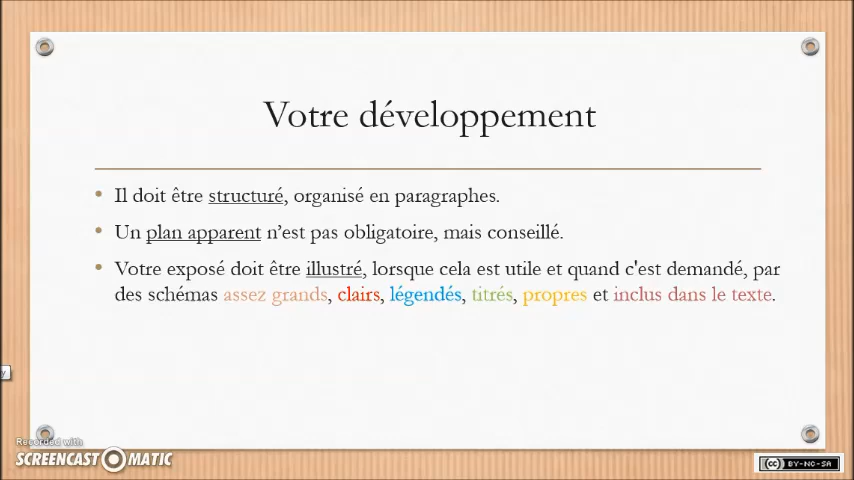 Votre développement
• Il doit être structuré, organisé en paragraphes.
• Un plan apparent n’est pas obligatoire, mais conseillé.
• Votre exposé doit être illustré, lorsque cela est utile et quand c'est demandé, par
des schémas assez grands, clairs, légendés, titrés, propres et inclus dans le texte.
y
Recorded with
SCREENCAST MATIC
cc BY-NC-SA